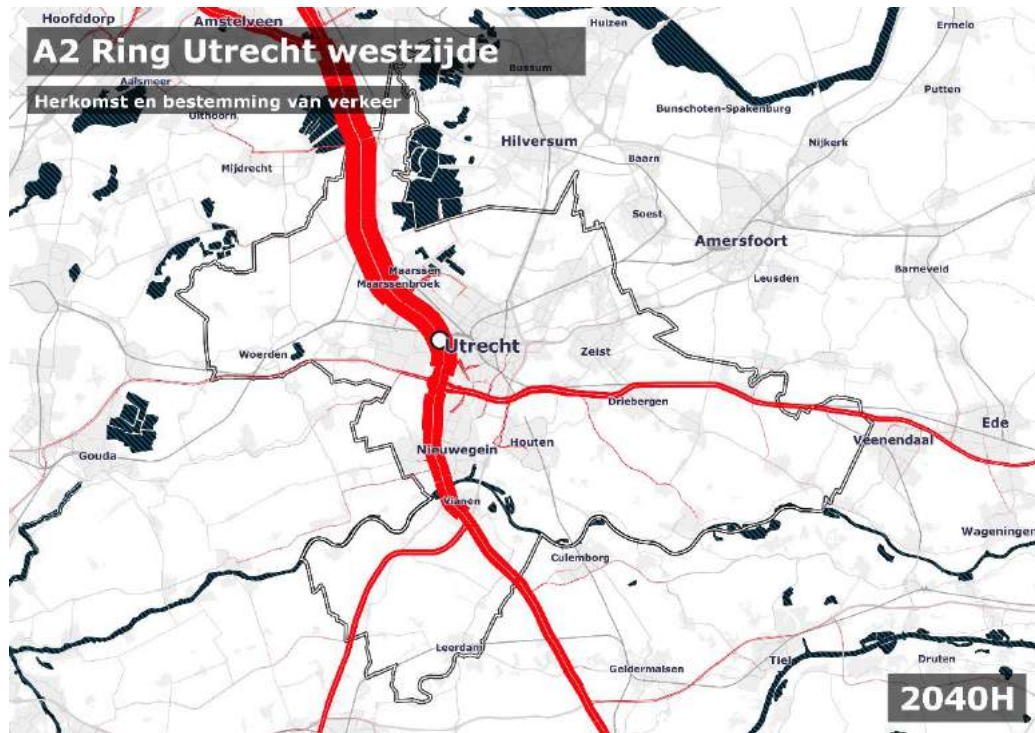 Hoofddorp
Amstelveen
Huizen
Ermelo
A2 Ring Utrecht westzijde
Bussum
Aalsmeer
Putten
Herkomst en bestemming van verkeer
Bunschoten-Spakenburg
Uithoorn
Hilversum
Nijkerk
Mijdrecht
Baarn
Soest
Amersfoort
Maarssen
Leusden
Barneveld
Maarssenbroek
Utrecht
Woerden
Zeist
Driebergen
Ede
Veenendaal
Nieuwegein
Houten
Gouda
Vianen
Wageningen
Culemborg
Leerdam
Geldermalsen
Tiel
Druten
2040H